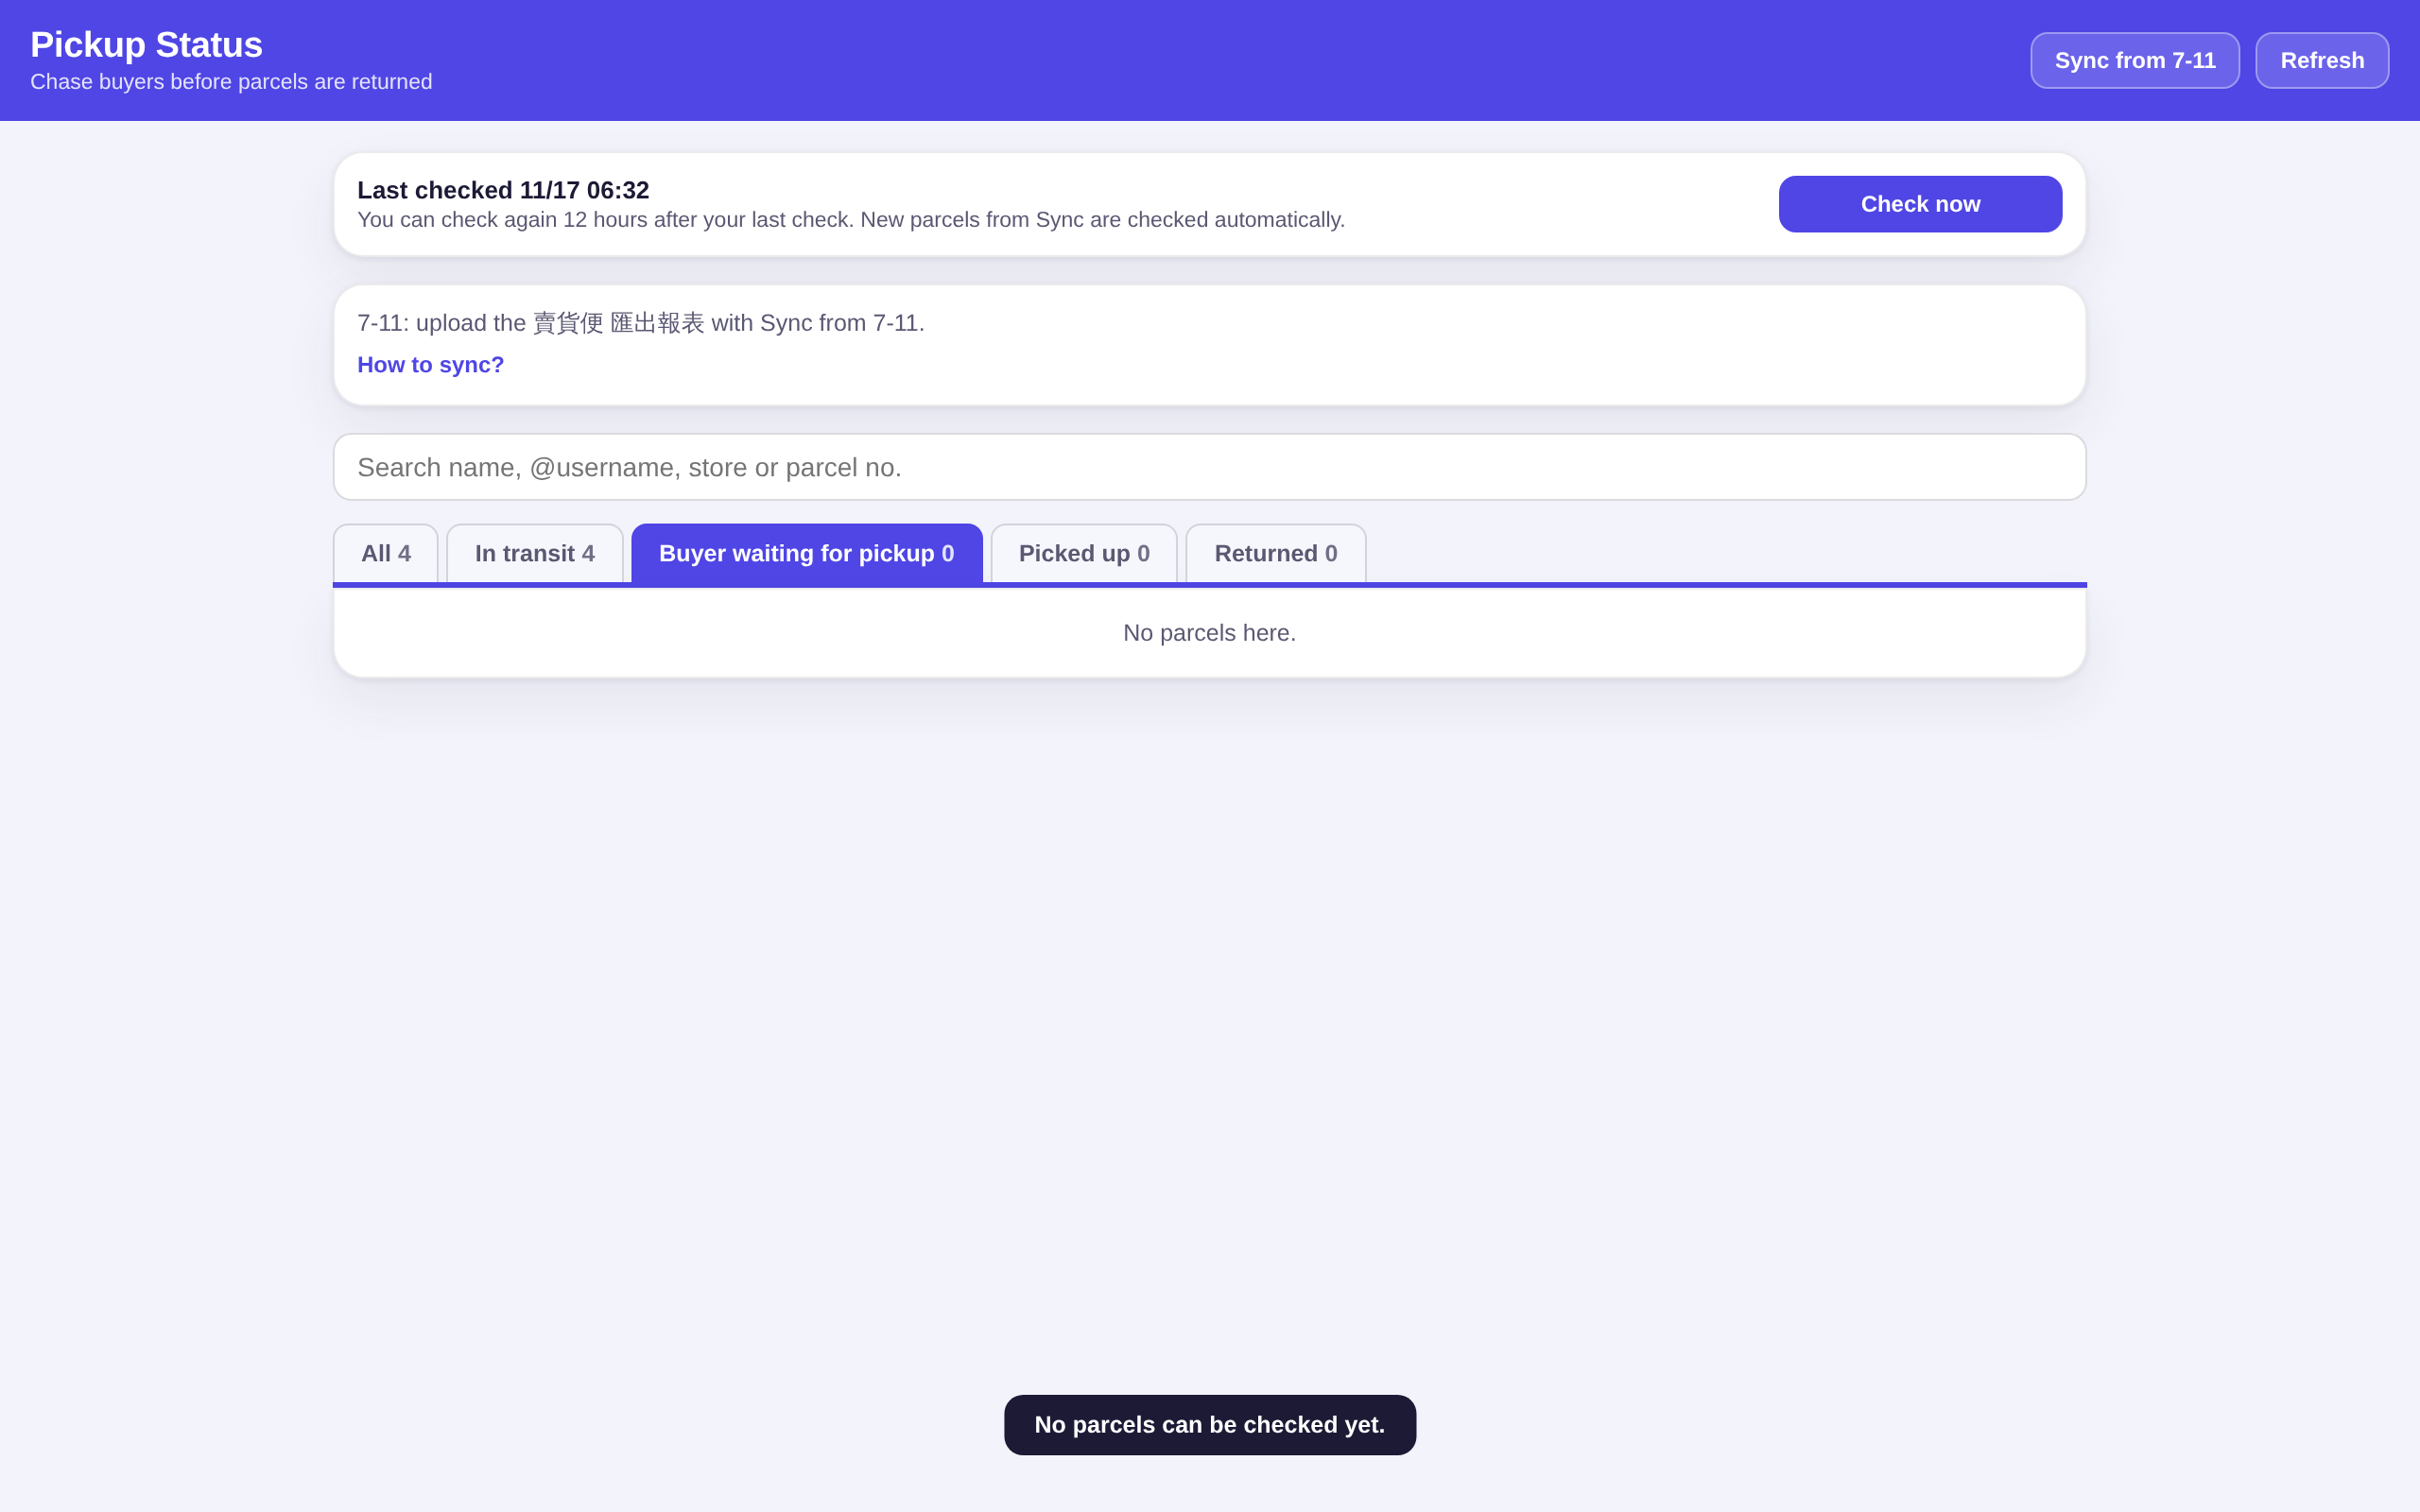 Pickup Status
Chase buyers before parcels are returned
Sync from 7-11
Refresh
Last checked 11/17 06:32
You can check again 12 hours after your last check. New parcels from Sync are checked automatically.
Check now
7-11: upload the 賣貨便 匯出報表 with Sync from 7-11.
How to sync?
Search name, @username, store or parcel no.
All 4
In transit 4
Buyer waiting for pickup 0
Picked up 0
Returned 0
No parcels here.
No parcels can be checked yet.